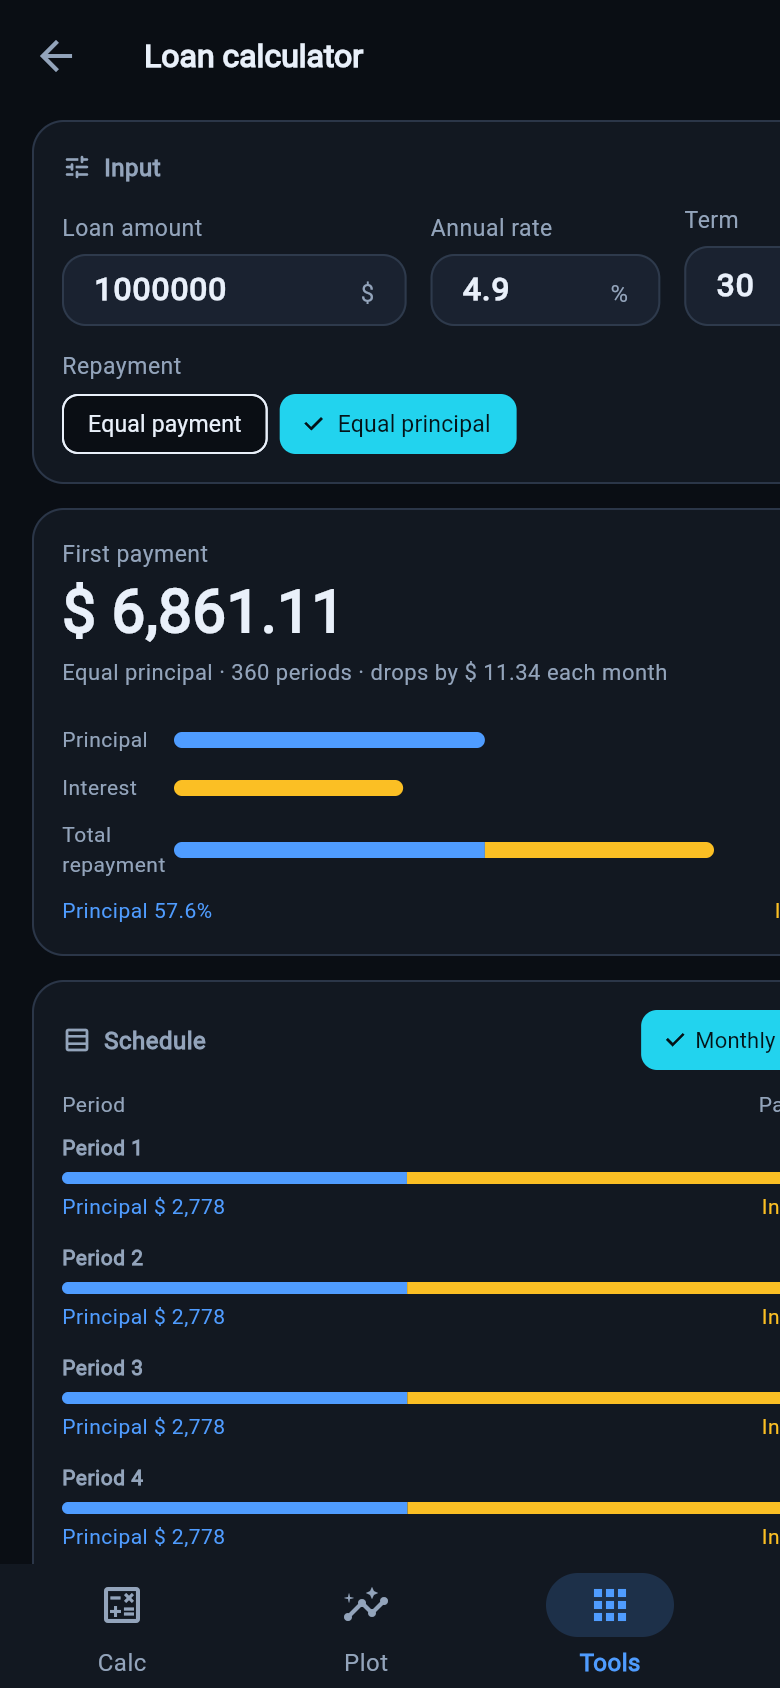 Loan calculator
Input
Loan amount
Annual rate
Term
1000000 $
4.9 %
30
Repayment
Equal payment
Equal principal
First payment
$ 6,861.11
Equal principal · 360 periods · drops by $ 11.34 each month
Principal
Interest
Total
repayment
Principal 57.6%
Schedule
Monthly
Period
Period 1
Principal $ 2,778
Period 2
Principal $ 2,778
Period 3
Principal $ 2,778
Period 4
Principal $ 2,778
Calc
Plot
Tools